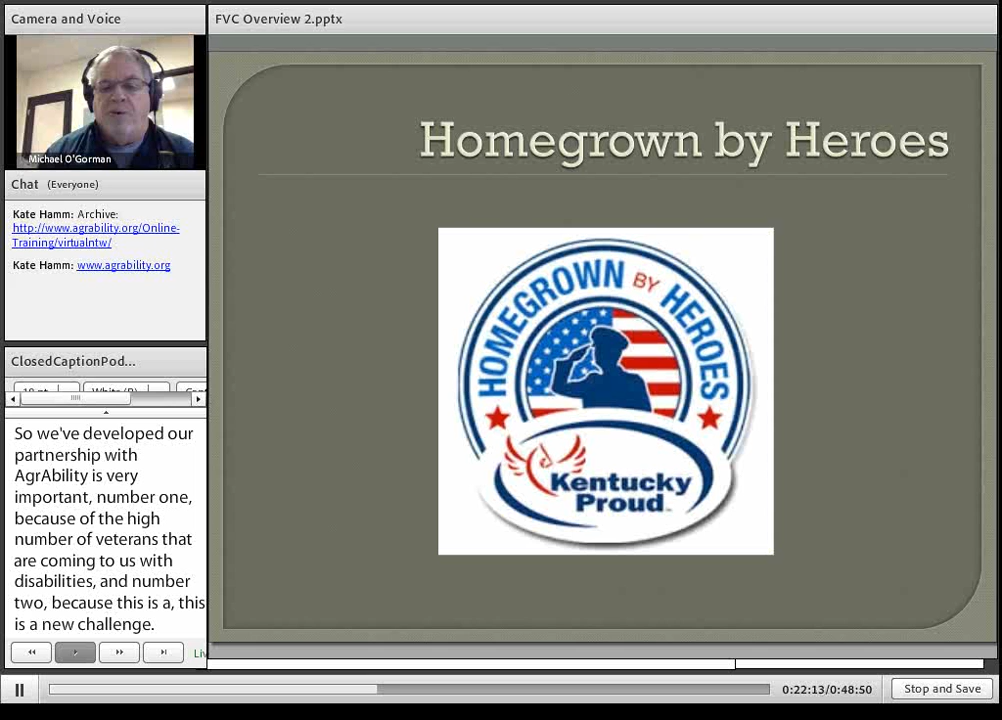 Camera and Voice
FVC Overview 2.pptx
Michael O'Gorman
Chat (Everyone)
Kate Hamm: Archive:
http://www.agrability.org/Online-
Training/virtualntw/
Kate Hamm: www.agrability.org
ClosedCaptionPod...
So we've developed our
partnership with
AgrAbility is very
important, number one,
because of the high
number of veterans that
are coming to us with
disabilities, and number
two, because this is a, this
is a new challenge.
Homegrown by Heroes
HOMEGROWN BY HEROES
Kentucky
Proud
0:22:13/0:48:50
Stop and Save